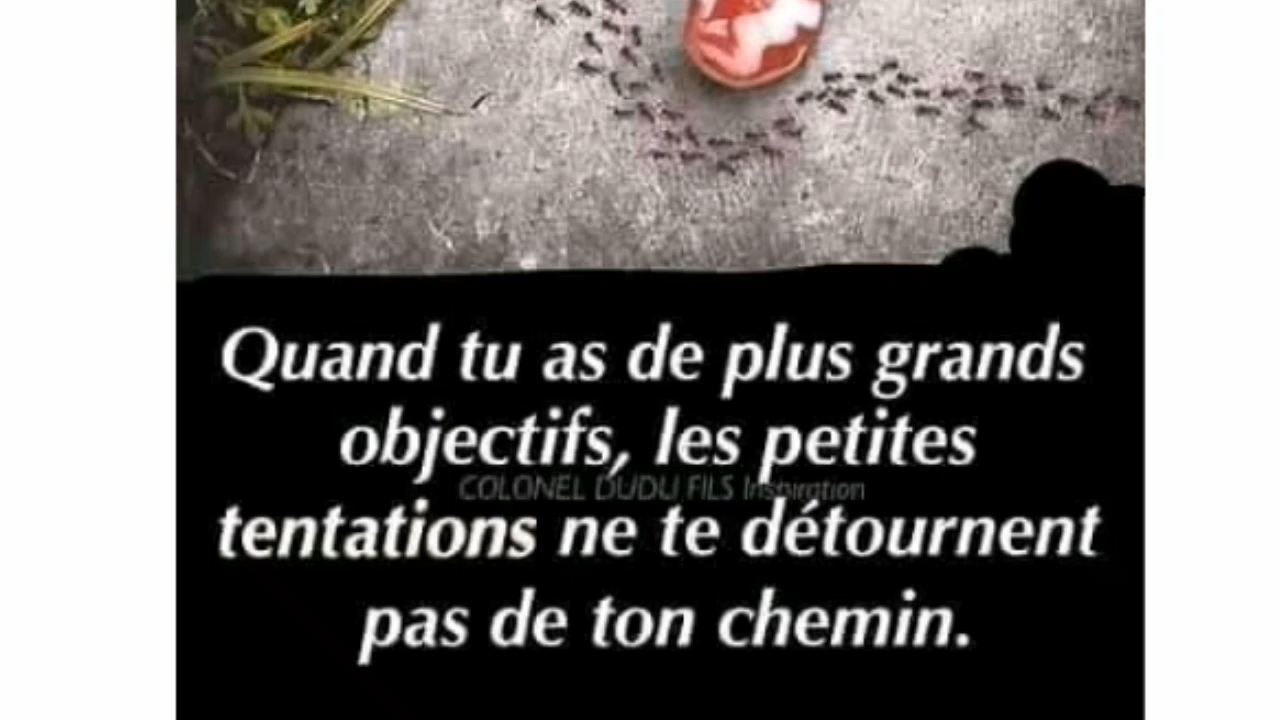 Quand tu as de plus grands
objectifs, les petites
COLONEL DUDU FILS Inspiration
tentations ne te détournent
pas de ton chemin.